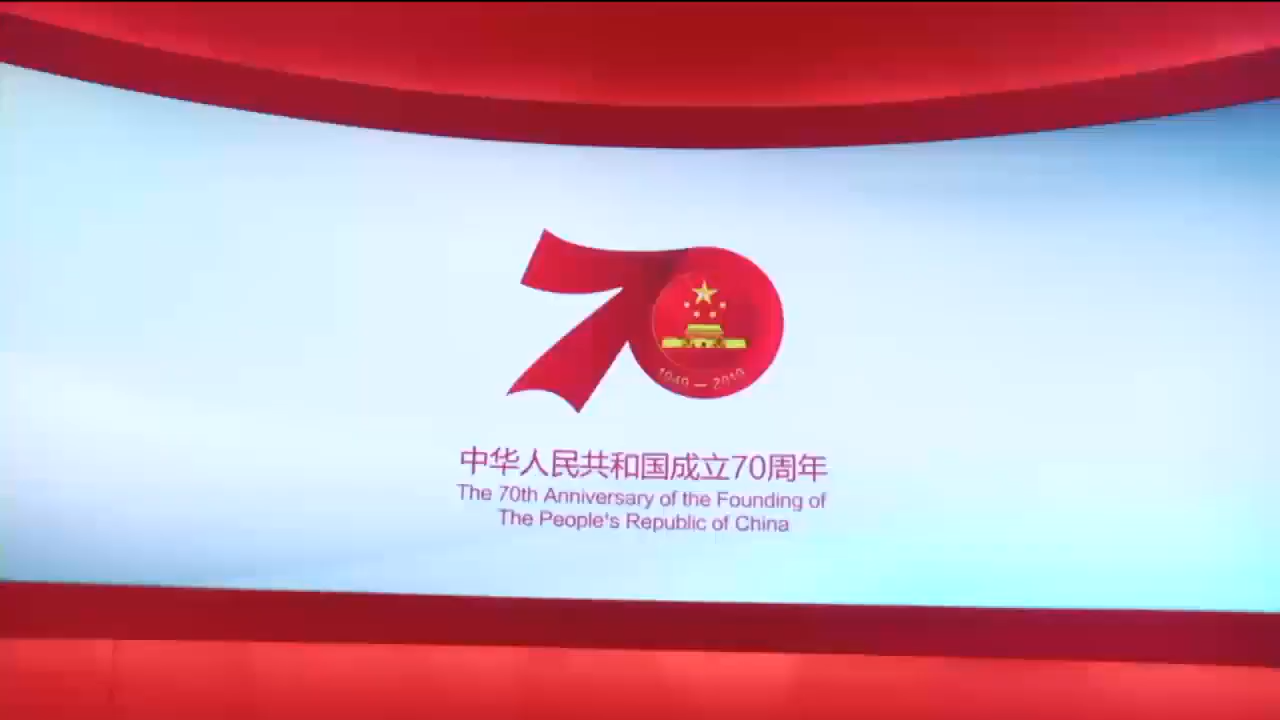 70
1949 — 2019
中华人民共和国成立70周年
The 70th Anniversary of the Founding of
The People's Republic of China